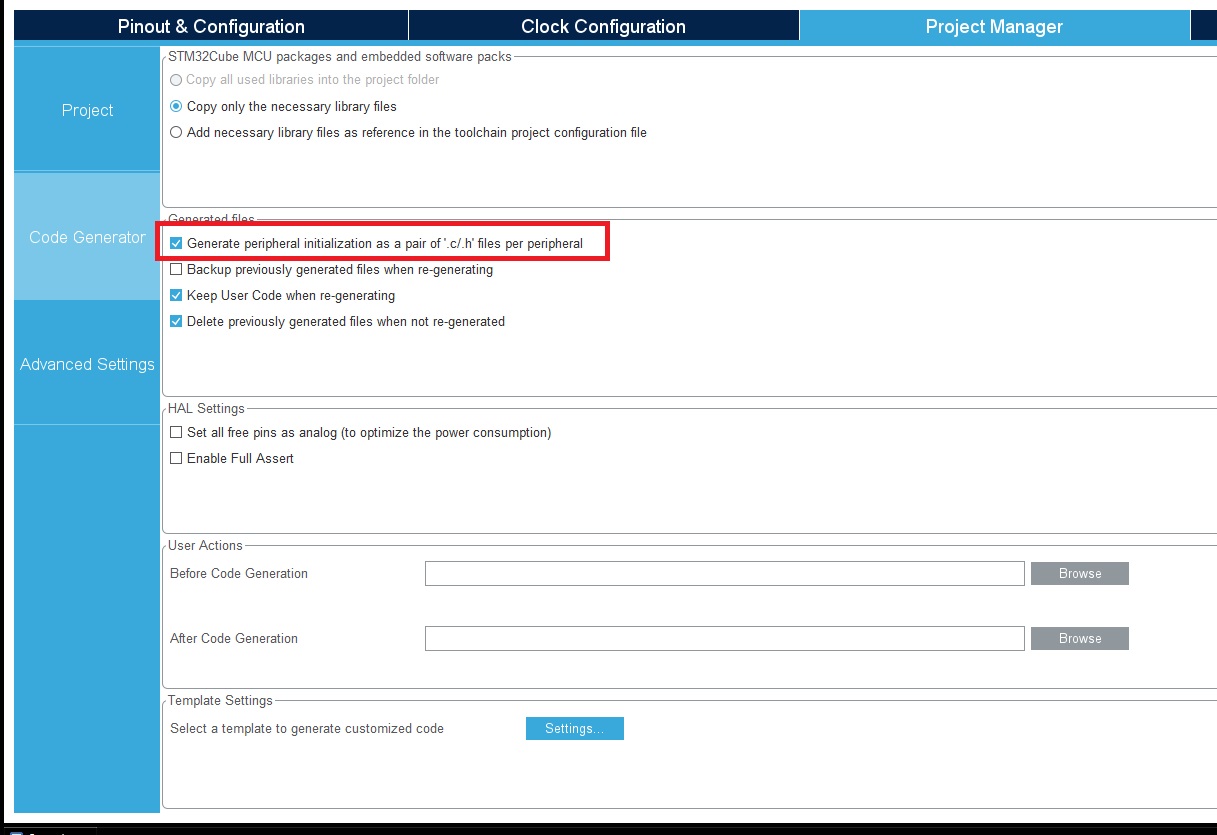 Pinout & Configuration
Clock Configuration
Project Manager
Project
Code Generator
Advanced Settings
STM32Cube MCU packages and embedded software packs
Copy all used libraries into the project folder
Copy only the necessary library files
Add necessary library files as reference in the toolchain project configuration file
Generated files
Generate peripheral initialization as a pair of '.c/.h' files per peripheral
Backup previously generated files when re-generating
Keep User Code when re-generating
Delete previously generated files when not re-generated
HAL Settings
Set all free pins as analog (to optimize the power consumption)
Enable Full Assert
User Actions
Before Code Generation
Browse
After Code Generation
Browse
Template Settings
Select a template to generate customized code
Settings...